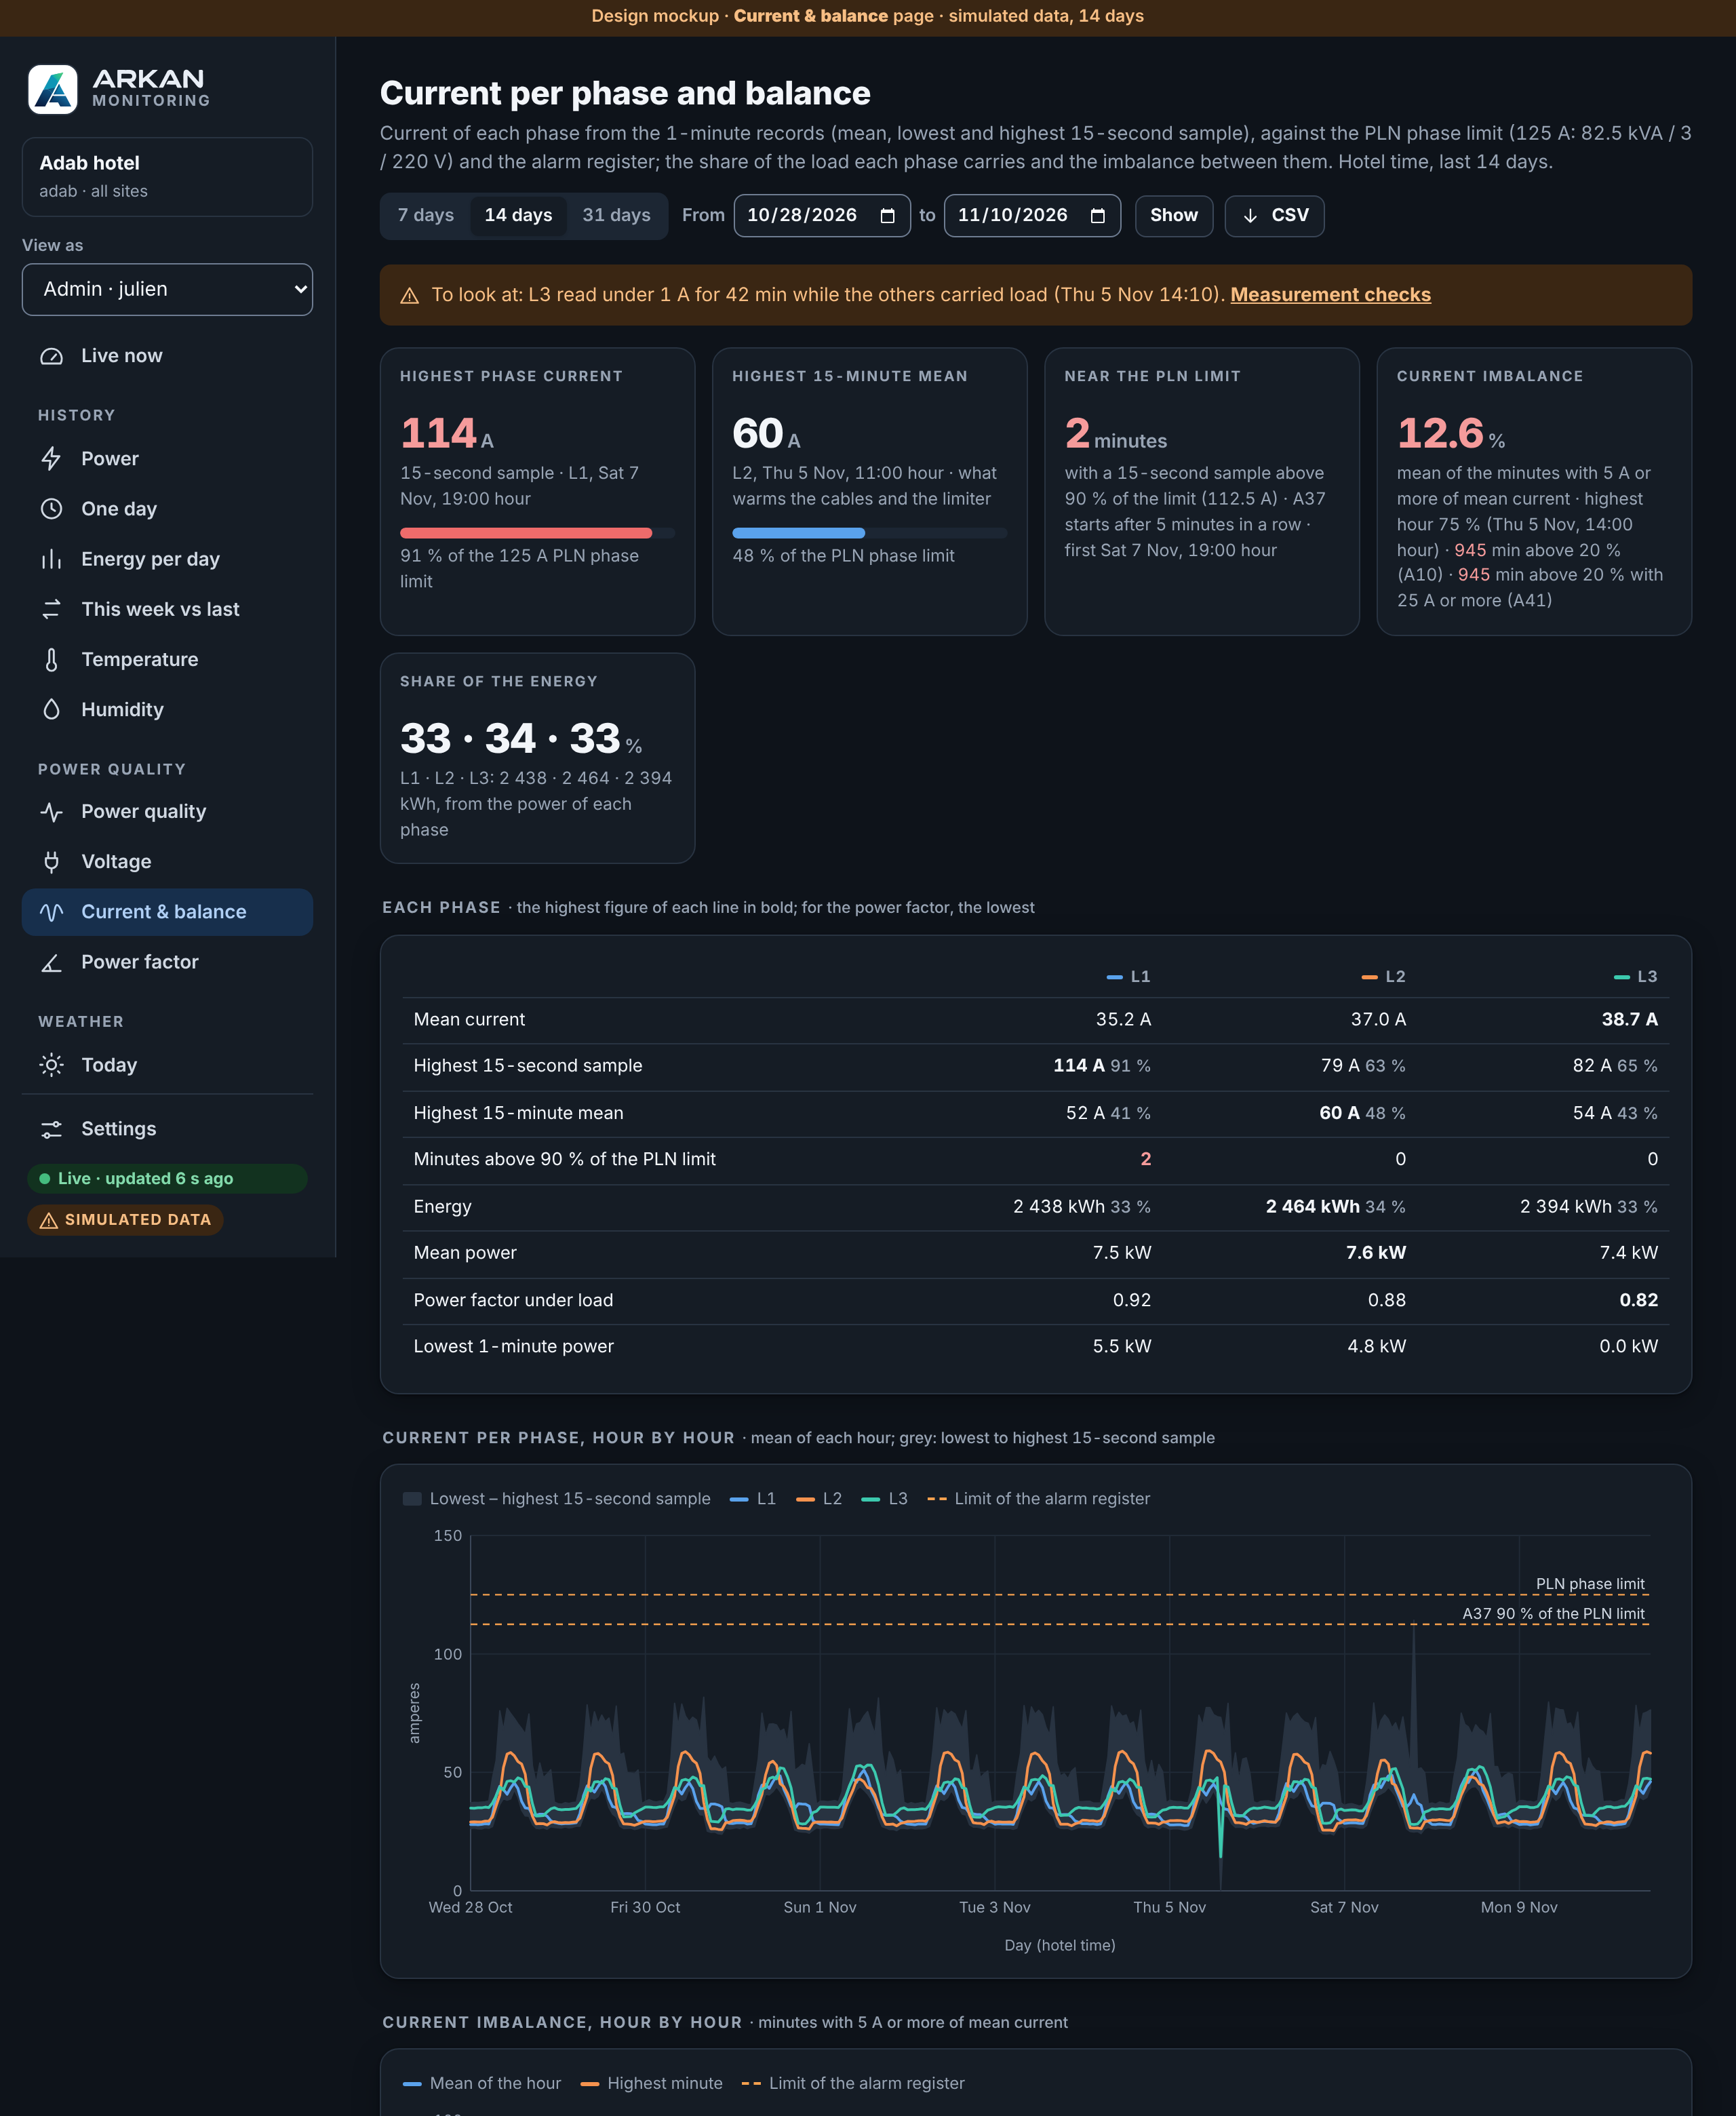 Design mockup · Current & balance page · simulated data, 14 days
ARKAN
MONITORING
Adab hotel
adab · all sites
View as
Admin · julien
Live now
HISTORY
Power
One day
Energy per day
This week vs last
Temperature
Humidity
POWER QUALITY
Power quality
Voltage
Current & balance
Power factor
WEATHER
Today
Settings
Live · updated 6 s ago
SIMULATED DATA
Current per phase and balance
Current of each phase from the 1-minute records (mean, lowest and highest 15-second sample), against the PLN phase limit (125 A: 82.5 kVA / 3
/ 220 V) and the alarm register; the share of the load each phase carries and the imbalance between them. Hotel time, last 14 days.
7 days 14 days 31 days From 10/28/2026 to 11/10/2026 Show ↓ CSV
To look at: L3 read under 1 A for 42 min while the others carried load (Thu 5 Nov 14:10). Measurement checks
HIGHEST PHASE CURRENT
114 A
15-second sample · L1, Sat 7
Nov, 19:00 hour
91 % of the 125 A PLN phase
limit
HIGHEST 15-MINUTE MEAN
60 A
L2, Thu 5 Nov, 11:00 hour · what
warms the cables and the limiter
48 % of the PLN phase limit
NEAR THE PLN LIMIT
2 minutes
with a 15-second sample above
90 % of the limit (112.5 A) · A37
starts after 5 minutes in a row ·
first Sat 7 Nov, 19:00 hour
CURRENT IMBALANCE
12.6 %
mean of the minutes with 5 A or
more of mean current · highest
hour 75 % (Thu 5 Nov, 14:00
hour) · 945 min above 20 %
(A10) · 945 min above 20 % with
25 A or more (A41)
SHARE OF THE ENERGY
33 · 34 · 33 %
L1 · L2 · L3: 2 438 · 2 464 · 2 394
kWh, from the power of each
phase
EACH PHASE · the highest figure of each line in bold; for the power factor, the lowest
L1 L2 L3
Mean current 35.2 A 37.0 A 38.7 A
Highest 15-second sample 114 A 91 % 79 A 63 % 82 A 65 %
Highest 15-minute mean 52 A 41 % 60 A 48 % 54 A 43 %
Minutes above 90 % of the PLN limit 2 0 0
Energy 2 438 kWh 33 % 2 464 kWh 34 % 2 394 kWh 33 %
Mean power 7.5 kW 7.6 kW 7.4 kW
Power factor under load 0.92 0.88 0.82
Lowest 1-minute power 5.5 kW 4.8 kW 0.0 kW
CURRENT PER PHASE, HOUR BY HOUR · mean of each hour; grey: lowest to highest 15-second sample
Lowest – highest 15-second sample L1 L2 L3 Limit of the alarm register
150
PLN phase limit
A37 90 % of the PLN limit
100
amperes
50
0
Wed 28 Oct Fri 30 Oct Sun 1 Nov Tue 3 Nov Thu 5 Nov Sat 7 Nov Mon 9 Nov
Day (hotel time)
CURRENT IMBALANCE, HOUR BY HOUR · minutes with 5 A or more of mean current
Mean of the hour Highest minute Limit of the alarm register